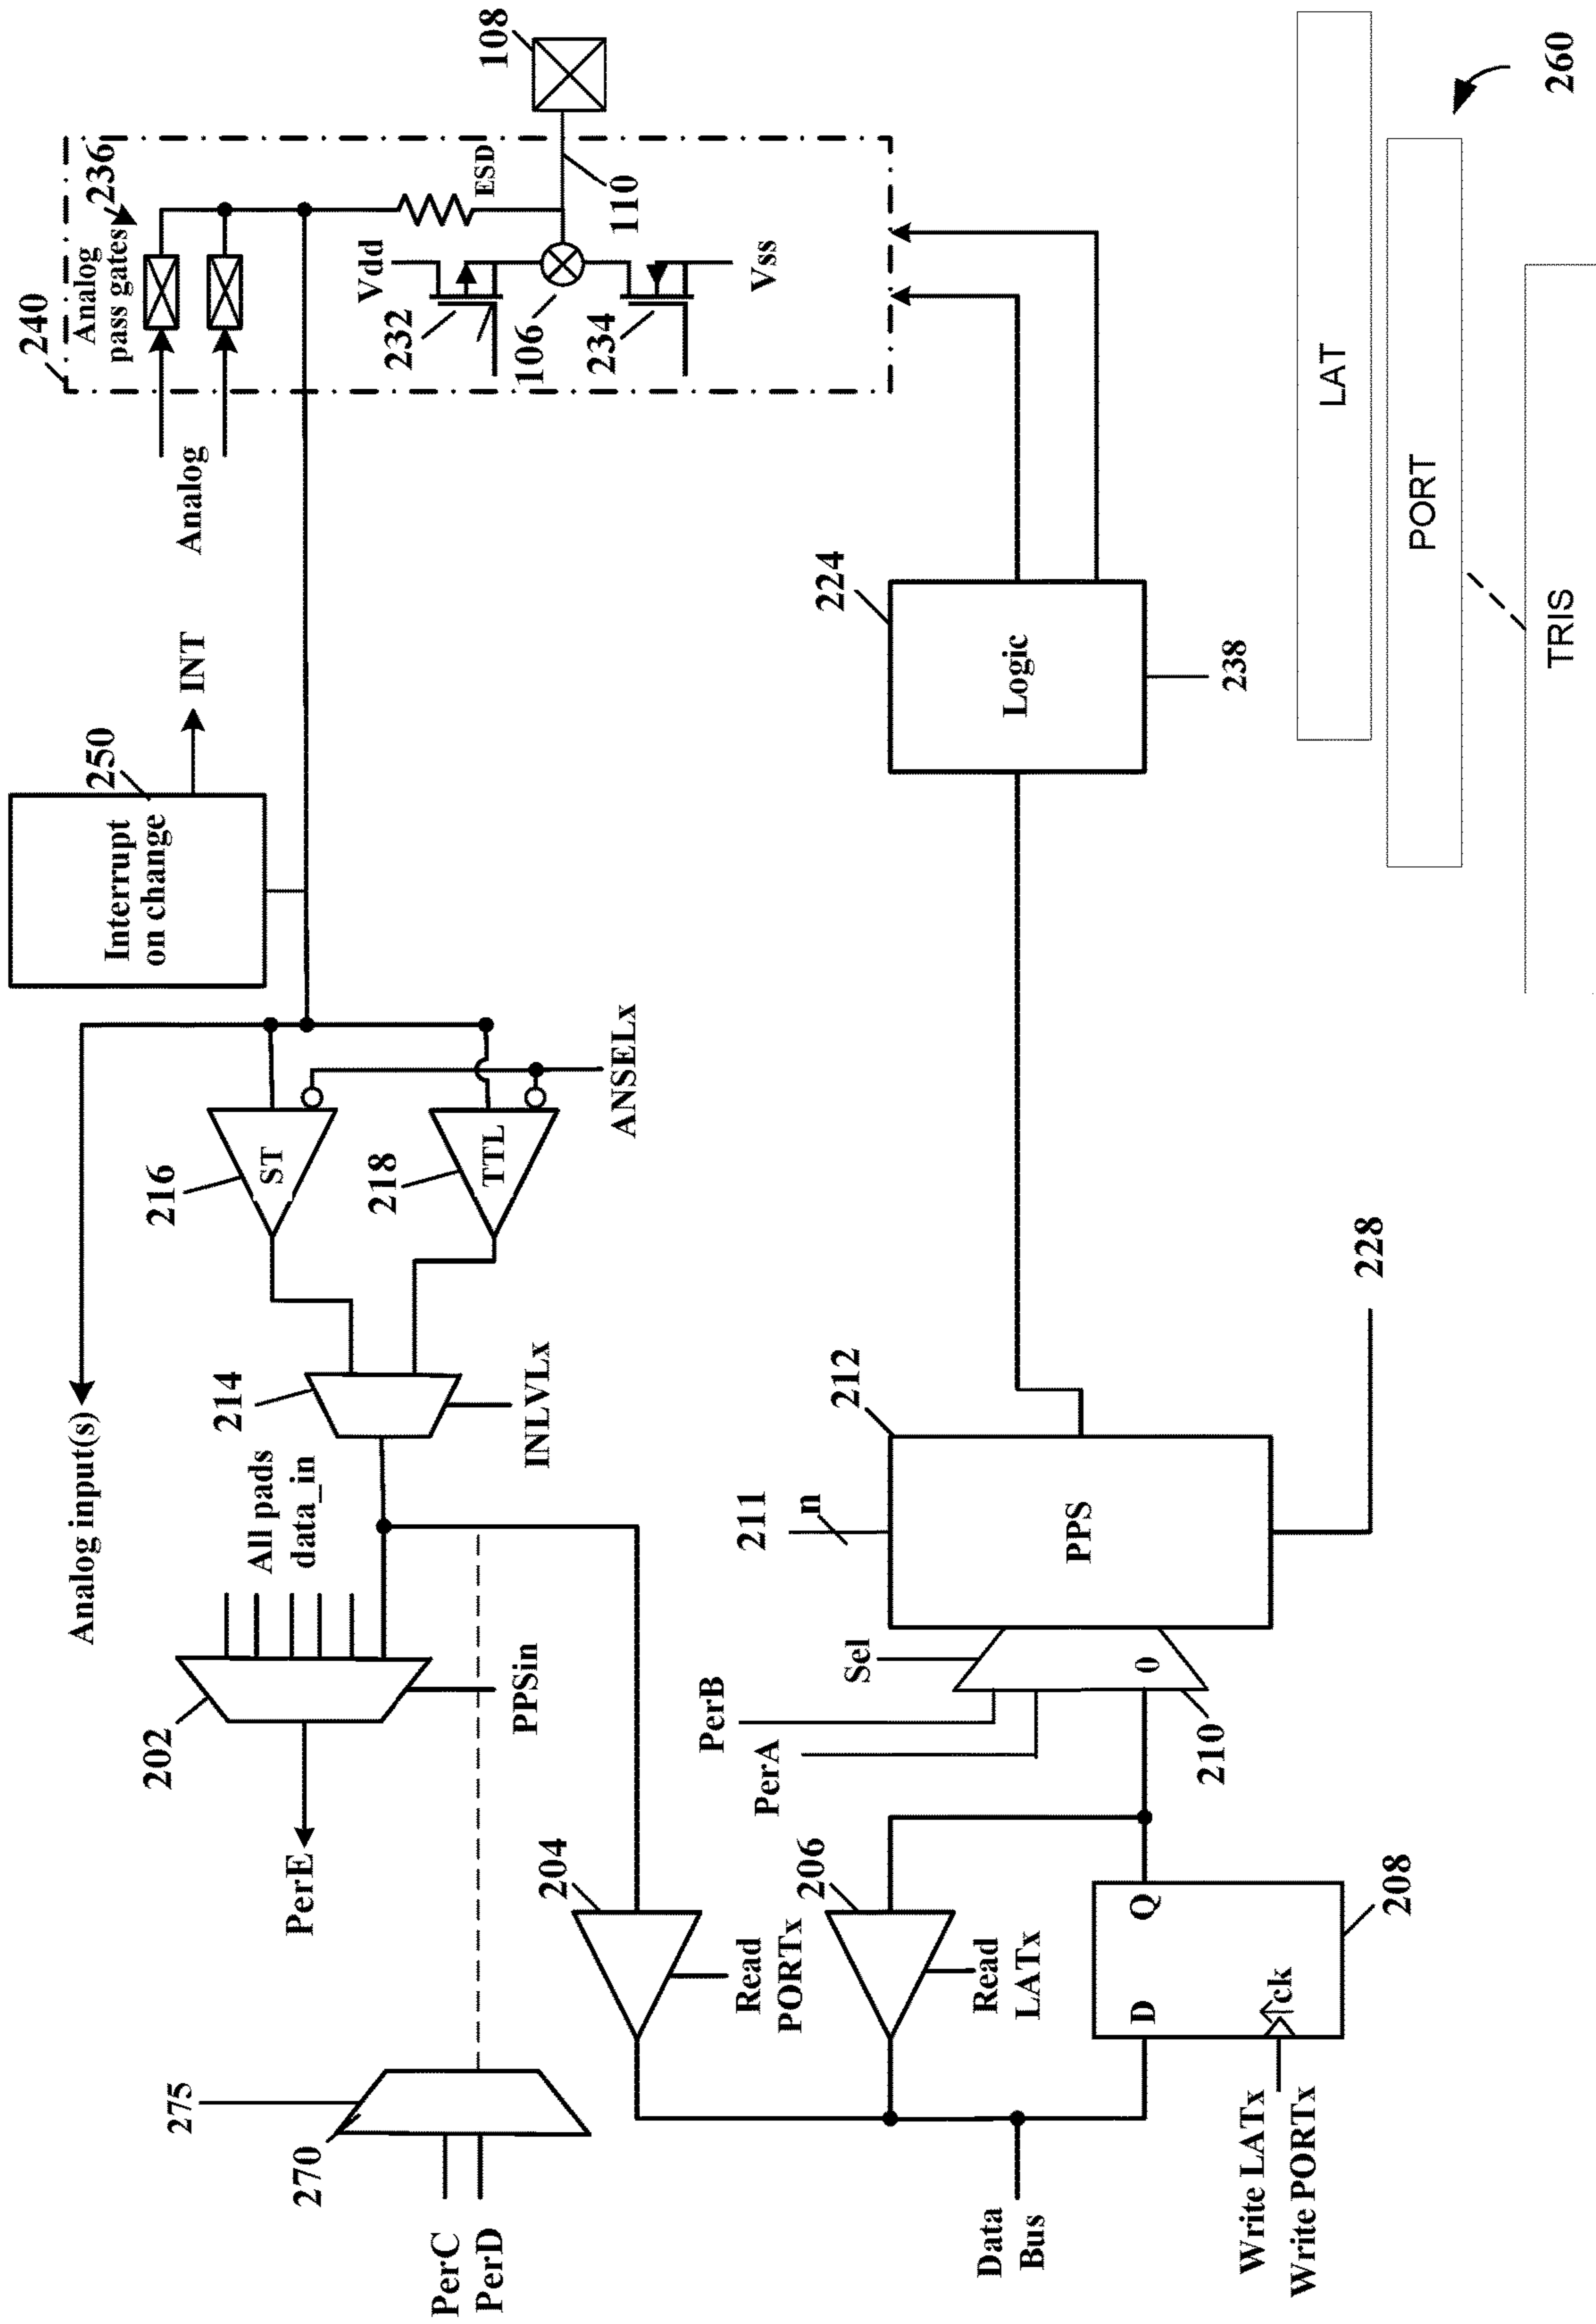 240
Analog
pass gates
236
108
ESD
Vdd
232
106
110
234
Vss
Analog
INT
250
Interrupt
on change
Analog input(s)
216
ST
218
TTL
ANSELx
214
INLVLx
All pads
data_in
202
PPSin
PerE
275
270
PerC
PerD
204
Read
PORTx
206
Read
LATx
Data
Bus
D
Q
ck
208
Write LATx
Write PORTx
PerB
PerA
Sel
0
210
211
n
212
PPS
228
224
Logic
238
LAT
PORT
TRIS
260